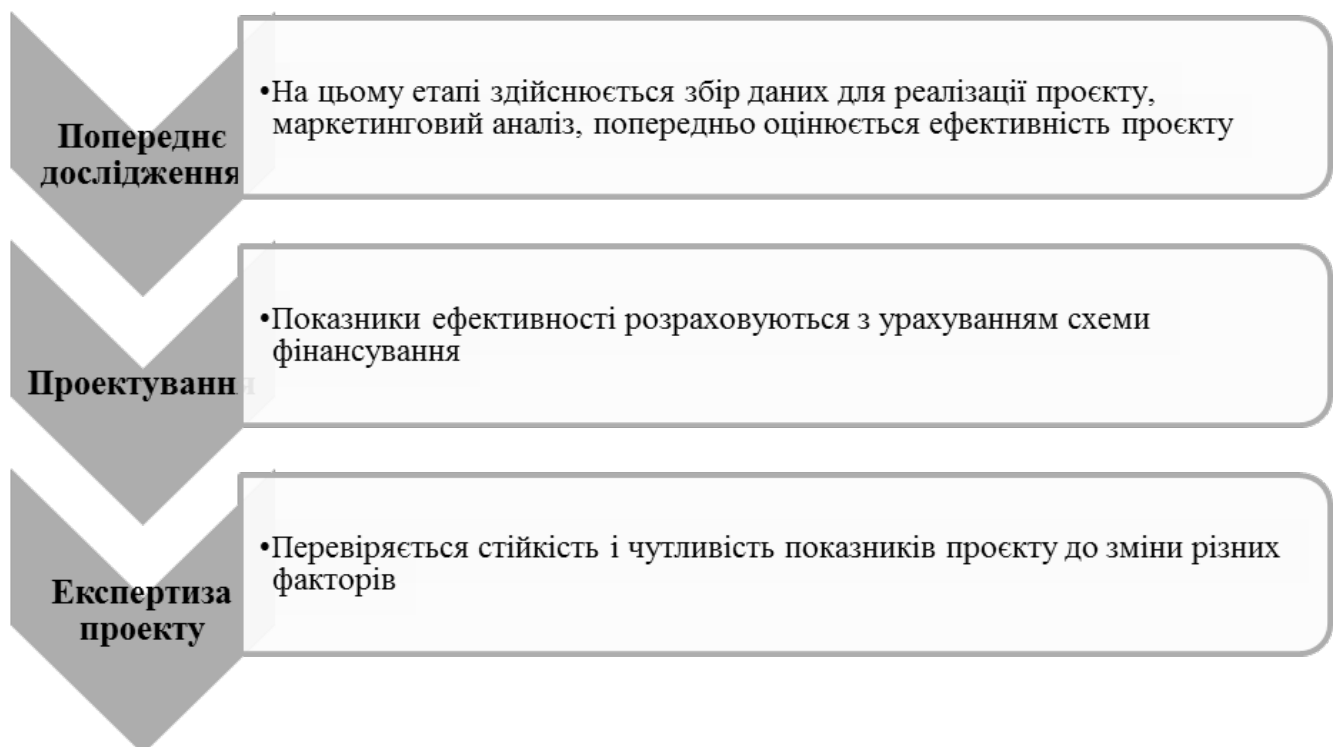 Попереднє
дослідження
•На цьому етапі здійснюється збір даних для реалізації проєкту,
маркетинговий аналіз, попередньо оцінюється ефективність проєкту
Проектування
•Показники ефективності розраховуються з урахуванням схеми
фінансування
Експертиза
проекту
•Перевіряється стійкість і чутливість показників проєкту до зміни різних
факторів